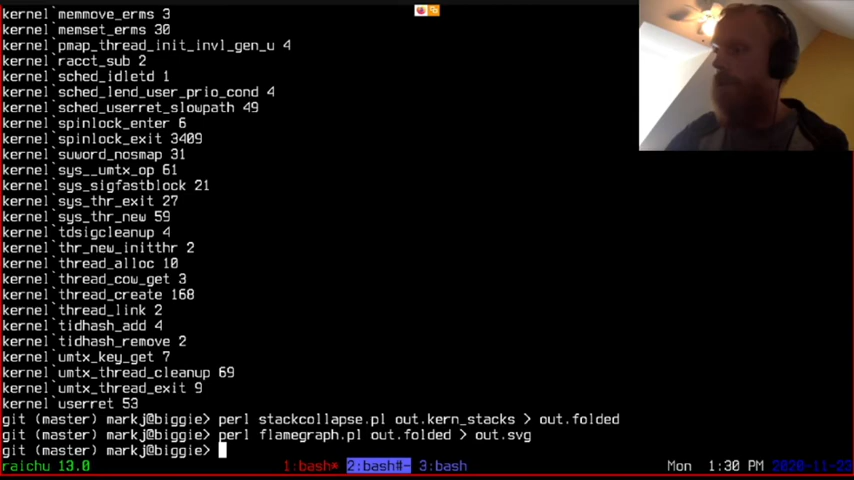 kernel`memmove_erms 3
kernel`memset_erms 30
kernel`pmap_thread_init_invl_gen_u 4
kernel`racct_sub 2
kernel`sched_idletd 1
kernel`sched_lend_user_prio_cond 4
kernel`sched_userret_slowpath 49
kernel`spinlock_enter 6
kernel`spinlock_exit 3409
kernel`suword_nosmap 31
kernel`sys__umtx_op 61
kernel`sys_sigfastblock 21
kernel`sys_thr_exit 27
kernel`sys_thr_new 59
kernel`tdsigcleanup 4
kernel`thr_new_initthr 2
kernel`thread_alloc 10
kernel`thread_cow_get 3
kernel`thread_create 168
kernel`thread_link 2
kernel`tidhash_add 4
kernel`tidhash_remove 2
kernel`umtx_key_get 7
kernel`umtx_thread_cleanup 69
kernel`umtx_thread_exit 9
kernel`userret 53
git (master) markj@biggie> perl stackcollapse.pl out.kern_stacks > out.folded
git (master) markj@biggie> perl flamegraph.pl out.folded > out.svg
git (master) markj@biggie>
raichu 13.0 1:bash* 2:bash#- 3:bash Mon 1:30 PM 2020-11-23